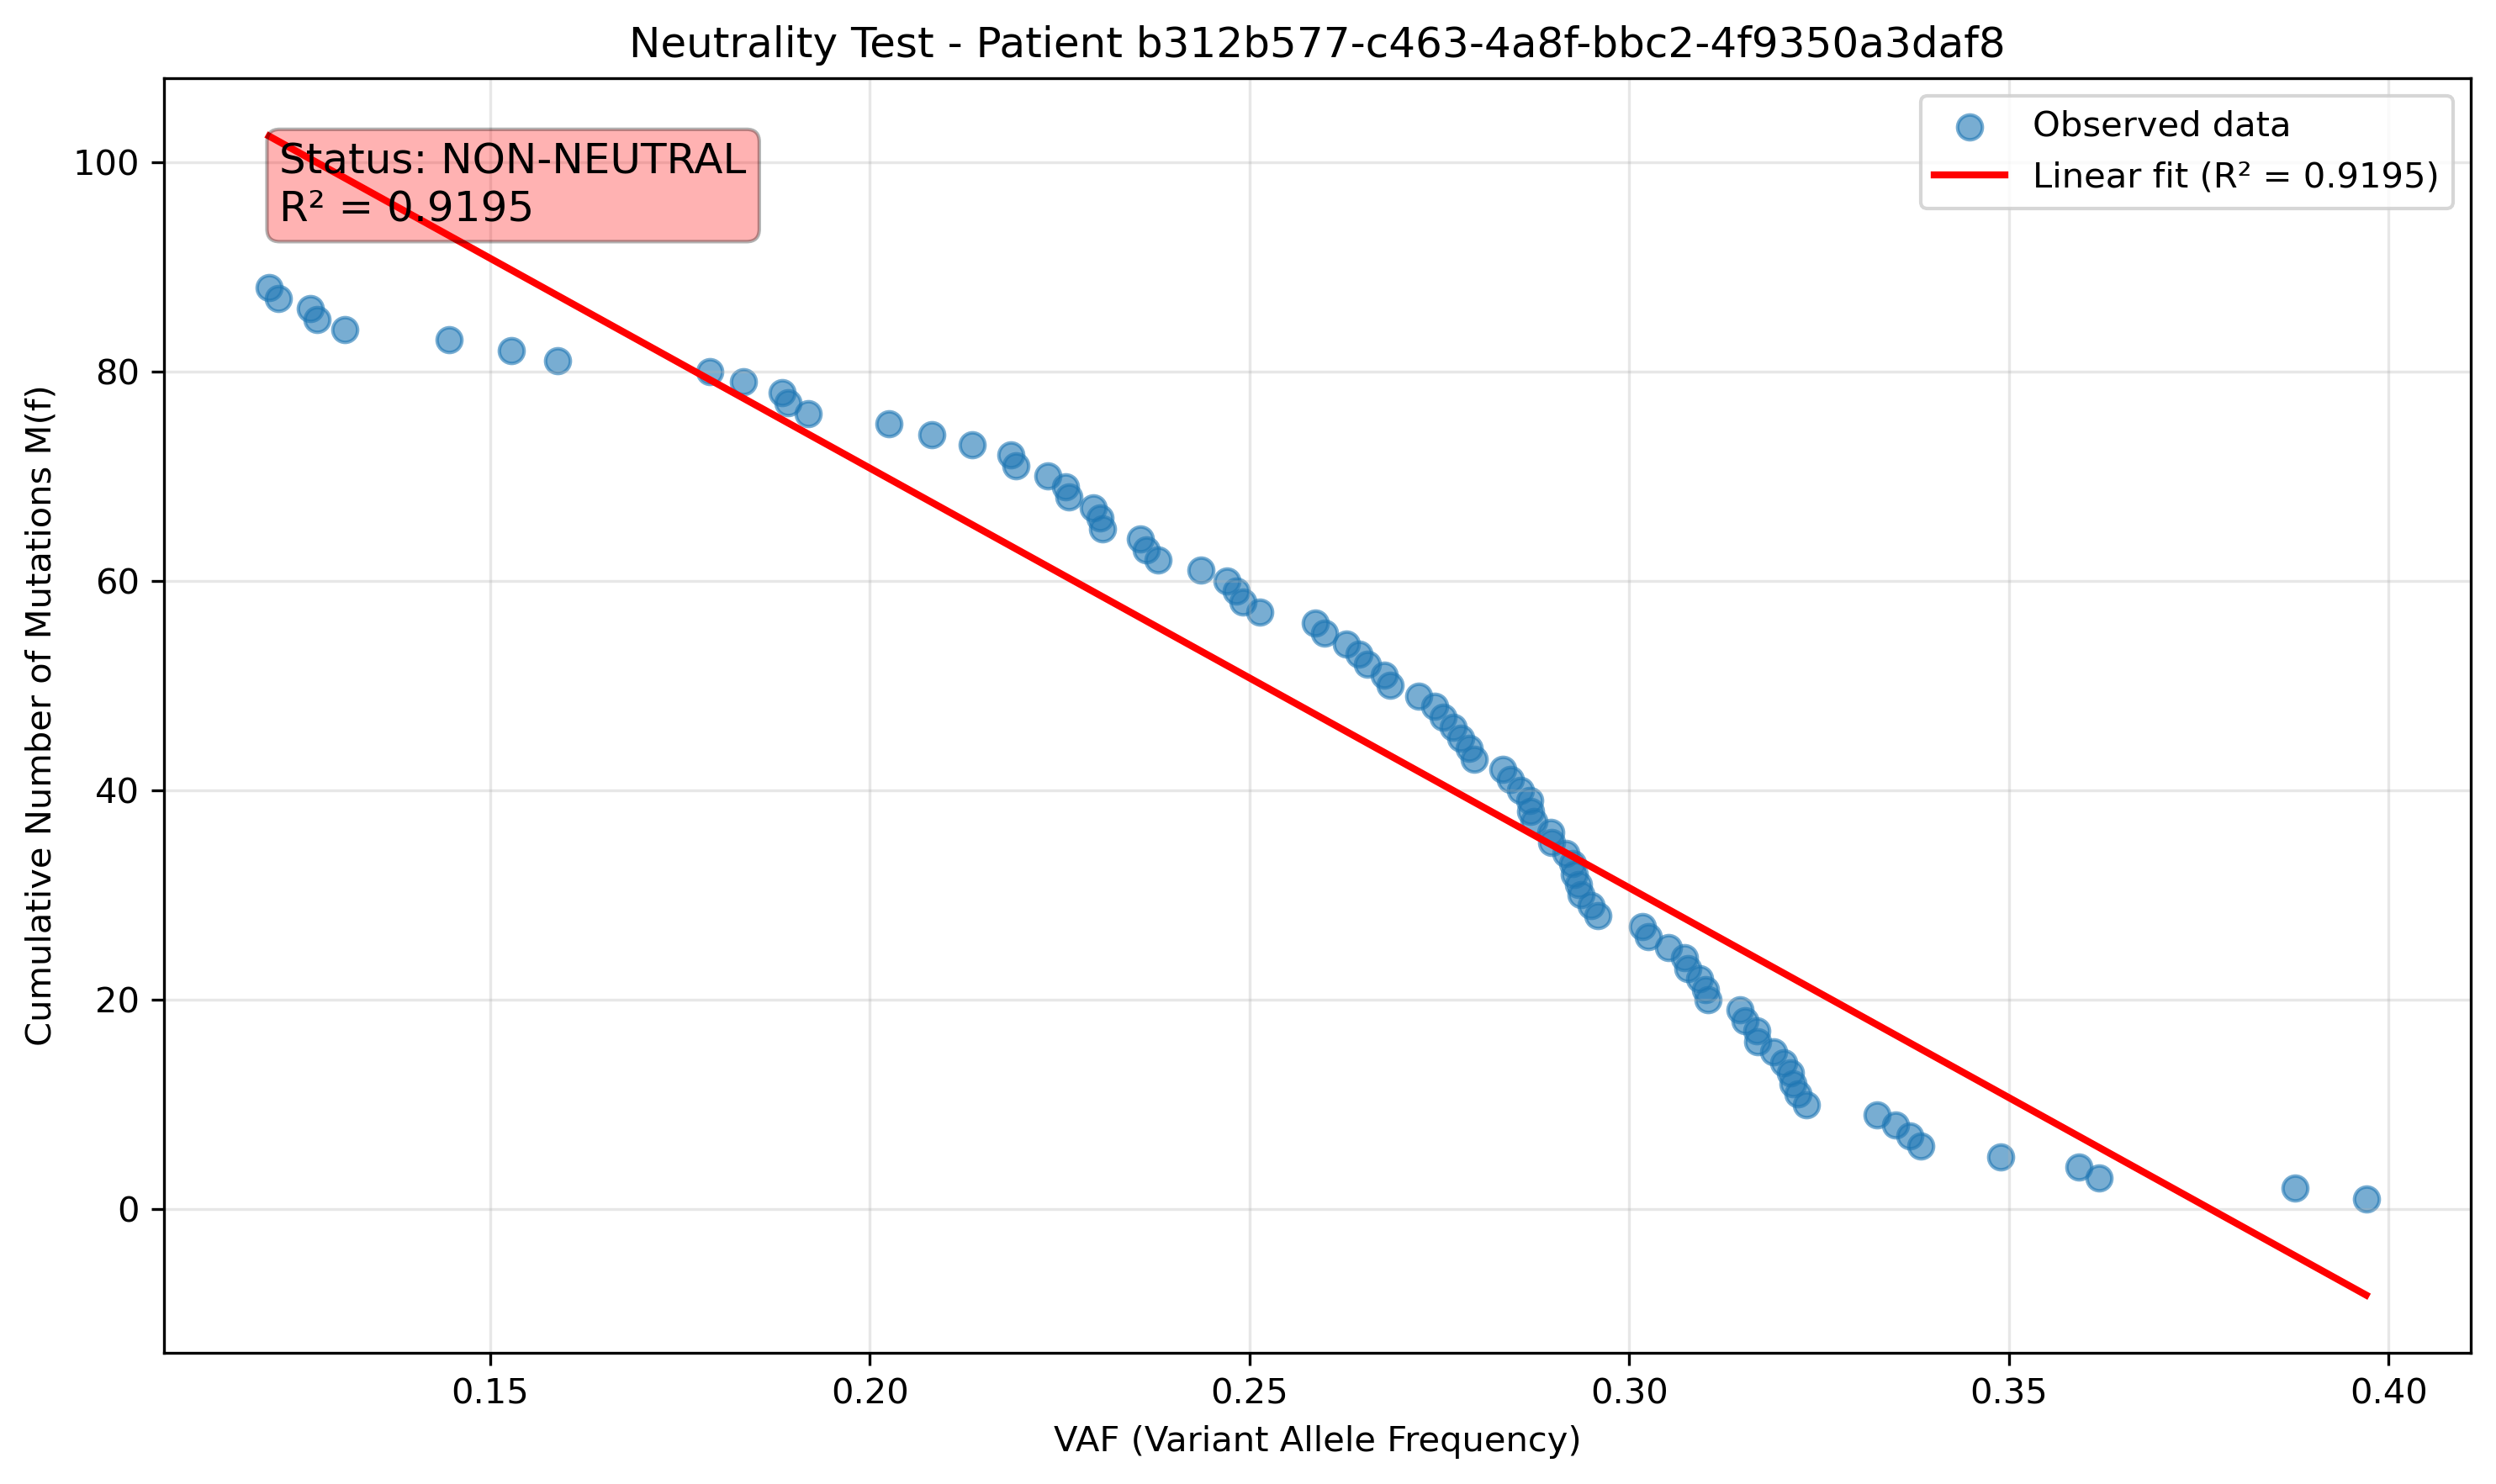 Neutrality Test - Patient b312b577-c463-4a8f-bbc2-4f9350a3daf8
Status: NON-NEUTRAL
R² = 0.9195
Observed data
Linear fit (R² = 0.9195)
Cumulative Number of Mutations M(f)
100
80
60
40
20
0
0.15 0.20 0.25 0.30 0.35 0.40
VAF (Variant Allele Frequency)